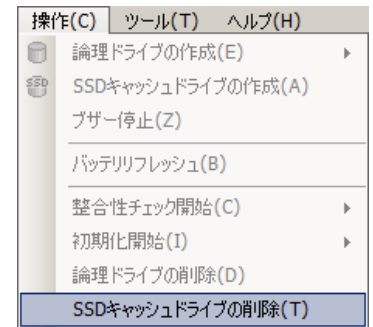 操作(C) ツール(T) ヘルプ(H)
論理ドライブの作成(E)
SSD SSDキャッシュドライブの作成(A)
ブザー停止(Z)
バッテリリフレッシュ(B)
整合性チェック開始(C)
初期化開始(I)
論理ドライブの削除(D)
SSDキャッシュドライブの削除(T)